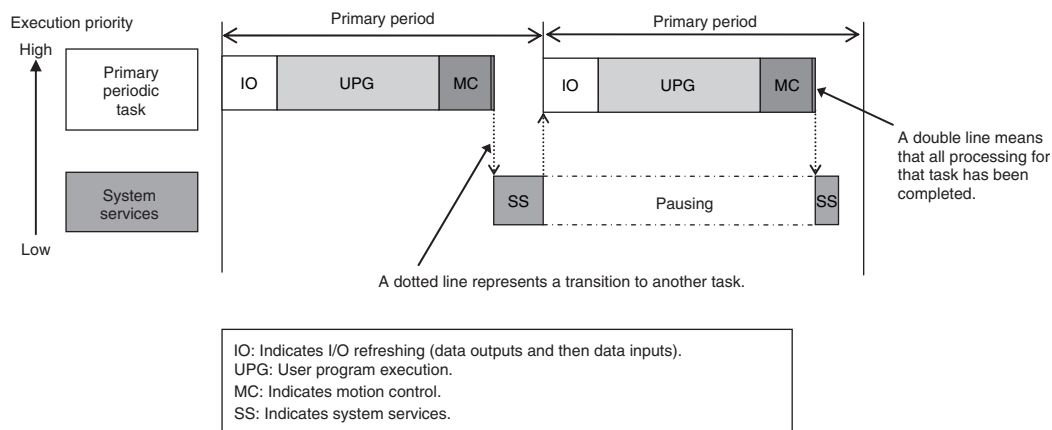 Execution priority
High
Primary
periodic
task
System
services
Low
Primary period
Primary period
IO
UPG
MC
IO
UPG
MC
SS
Pausing
SS
A double line means
that all processing for
that task has been
completed.
A dotted line represents a transition to another task.
IO: Indicates I/O refreshing (data outputs and then data inputs).
UPG: User program execution.
MC: Indicates motion control.
SS: Indicates system services.